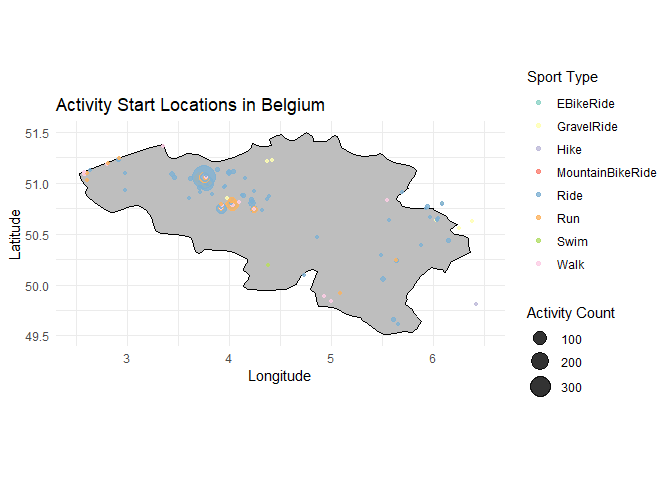 Activity Start Locations in Belgium
51.5
51.0
50.5
50.0
49.5
Latitude
3
4
5
6
Longitude
Sport Type
EBikeRide
GravelRide
Hike
MountainBikeRide
Ride
Run
Swim
Walk
Activity Count
100
200
300